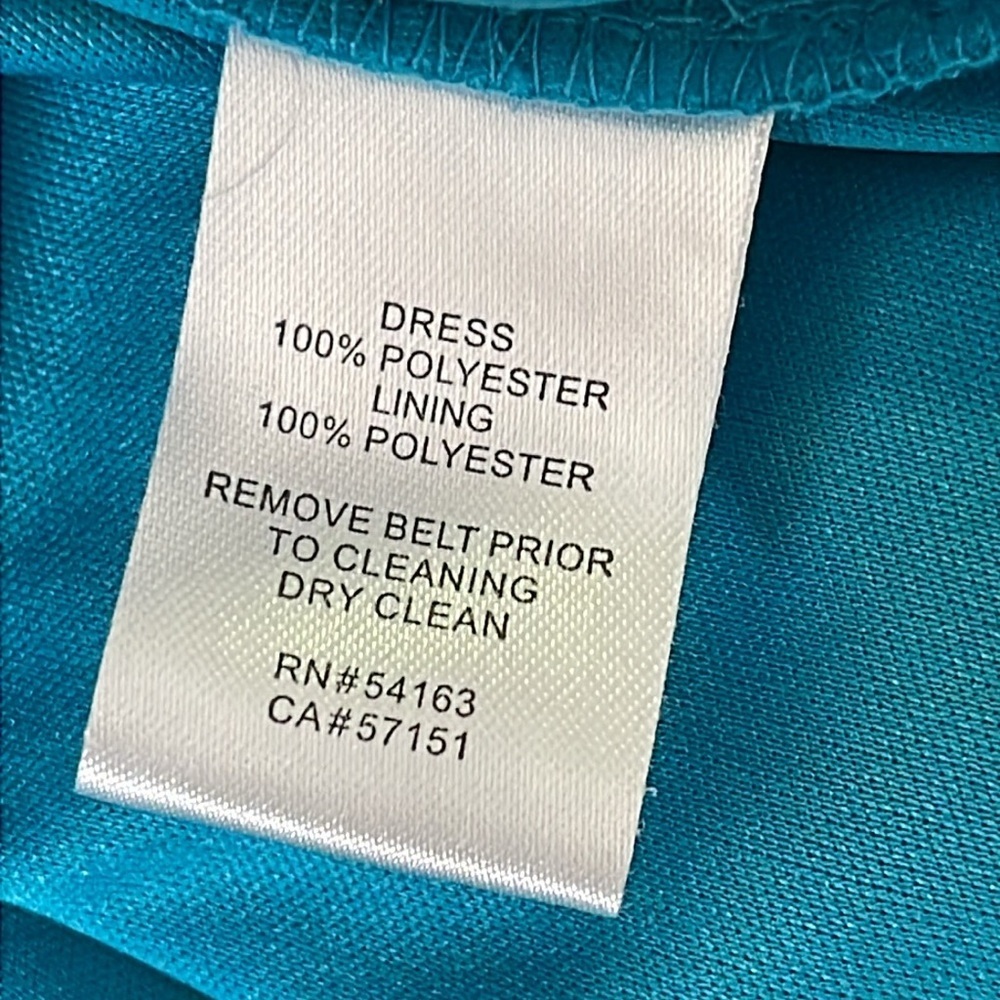 DRESS
100% POLYESTER
LINING
100% POLYESTER
REMOVE BELT PRIOR
TO CLEANING
DRY CLEAN
RN#54163
CA#57151